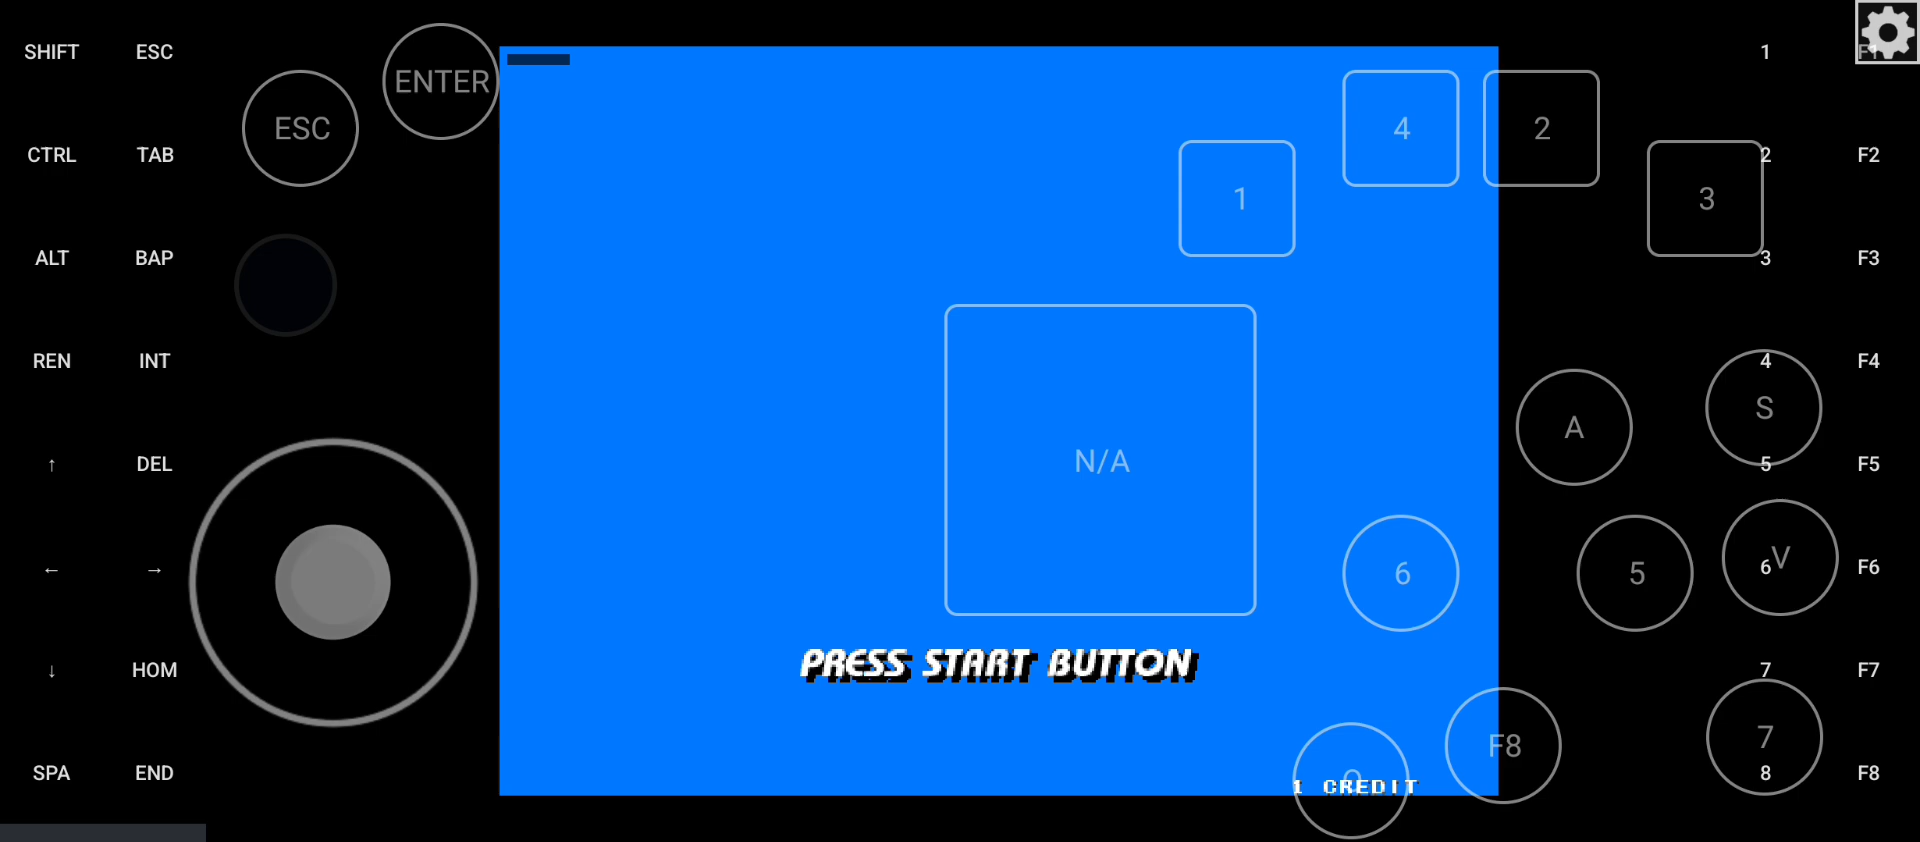 SHIFT ESC 1 F1
ENTER
ESC 4 2
CTRL TAB 2 F2
1 3
ALT BAP 3 F3
REN INT 4 F4
A S
N/A
↑ DEL 5 F5
← → 6 F6
6 5 V
PRESS START BUTTON
↓ HOM 7 F7
F8 7
SPA END 8 F8
1 CREDIT